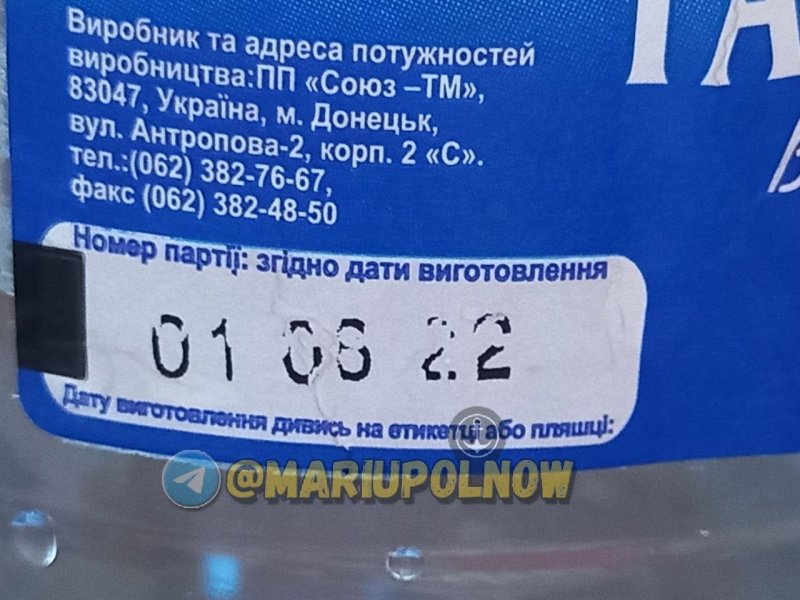 Виробник та адреса потужностей
виробництва:ПП «Союз –ТМ»,
83047, Україна, м. Донецьк,
вул. Антропова-2, корп. 2 «С».
тел.:(062) 382-76-67,
факс (062) 382-48-50
Номер партії: згідно дати виготовлення
01 06 22
Дату виготовлення дивись на етикетці або пляшці:
@MARIUPOLNOW